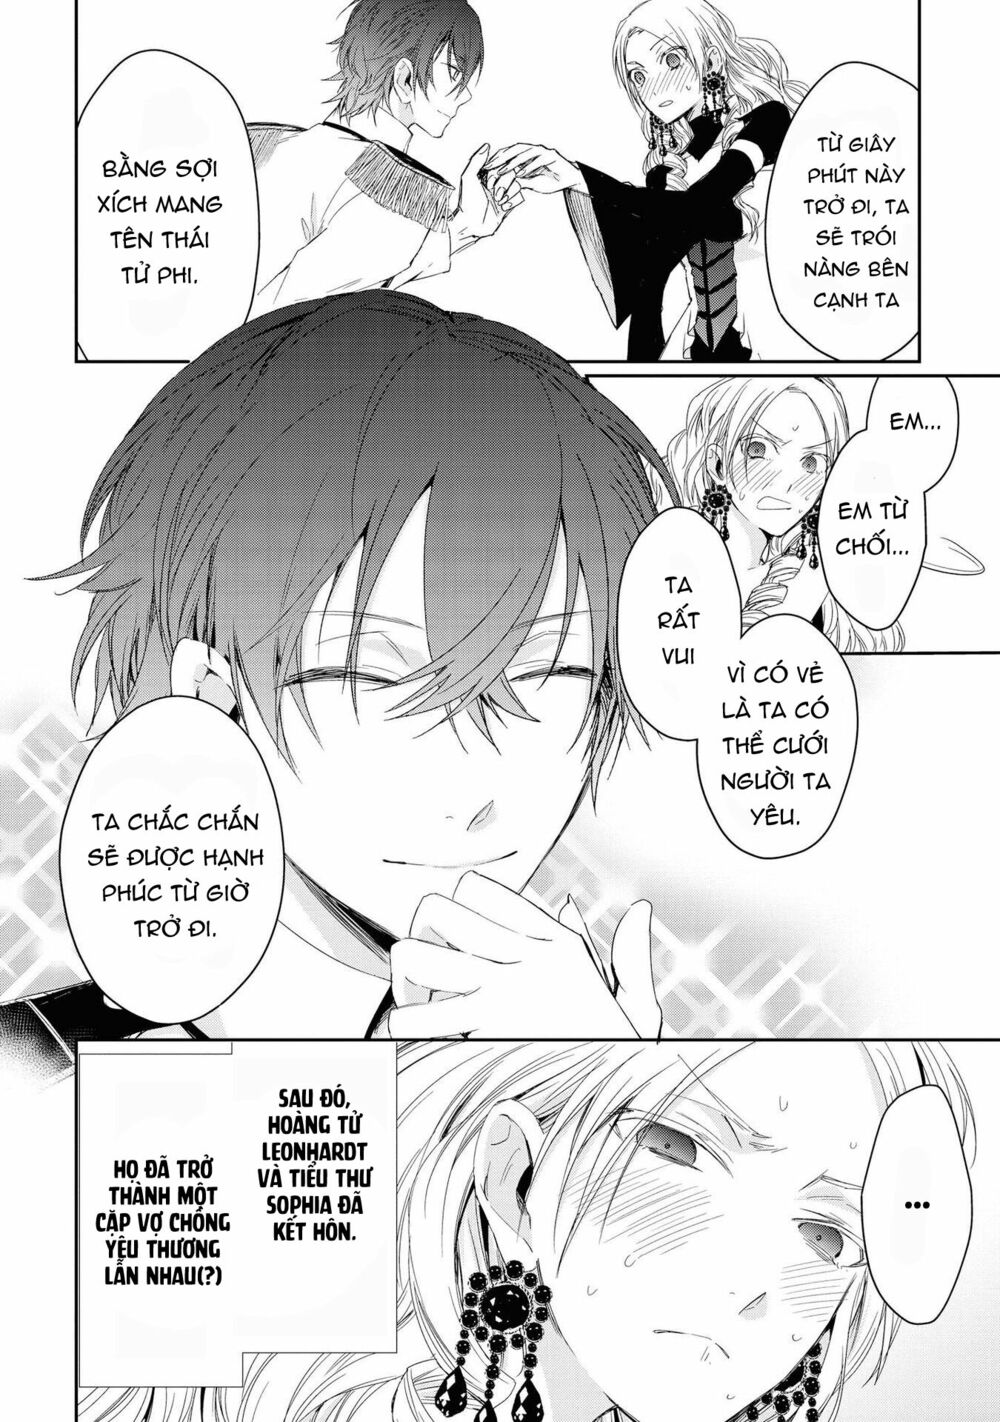 TỪ GIÂY
PHÚT NÀY
TRỞ ĐI, TA
SẼ TRÓI
NÀNG BÊN
CẠNH TA
BẰNG SỢI
XÍCH MANG
TÊN THÁI
TỬ PHI.
EM...
EM TỪ
CHỐI...
TA
RẤT
VUI
VÌ CÓ VẺ
LÀ TA CÓ
THỂ CƯỚI
NGƯỜI TA
YÊU.
TA CHẮC CHẮN
SẼ ĐƯỢC HẠNH
PHÚC TỪ GIỜ
TRỞ ĐI.
SAU ĐÓ,
HOÀNG TỬ
LEONHARDT
VÀ TIỂU THƯ
SOPHIA ĐÃ
KẾT HÔN.
HỌ ĐÃ TRỞ
THÀNH MỘT
CẶP VỢ CHỒNG
YÊU THƯƠNG
LẪN NHAU(?)
...